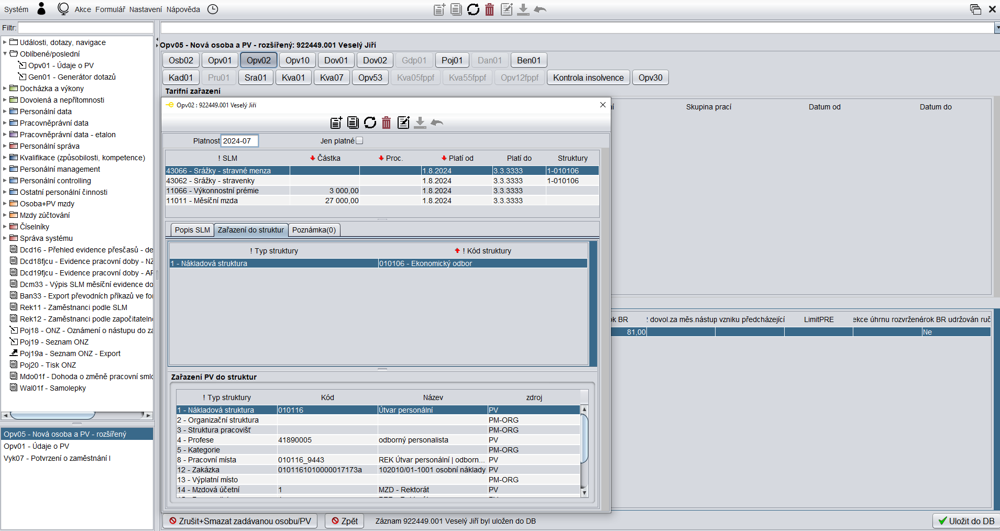 Systém Akce Formulář Nastavení Nápověda
Filtr:
Události, dotazy, navigace
Oblíbené/poslední
Opv01 - Údaje o PV
Gen01 - Generátor dotazů
Docházka a výkony
Dovolená a nepřítomnosti
Personální data
Pracovněprávní data
Pracovněprávní data - etalon
Personální správa
Kvalifikace (způsobilosti, kompetence)
Personální management
Personální controlling
Ostatní personální činnosti
Osoba+PV mzdy
Mzdy zúčtování
Číselníky
Správa systému
Dcd16 - Přehled evidence přesčasů - de
Dcd18fjcu - Evidence pracovní doby - NZ
Dcd19fjcu - Evidence pracovní doby - AF
Dcm33 - Výpis SLM měsíční evidence do
Ban33 - Export převodních příkazů ve for
Rek11 - Zaměstnanci podle SLM
Rek12 - Zaměstnanci podle započitatelne
Poj18 - ONZ - Oznámení o nástupu do za
Poj19 - Seznam ONZ
Poj19a - Seznam ONZ - Export
Poj20 - Tisk ONZ
Mdo01f - Dohoda o změně pracovní smlo
Wal01f - Samolepky
Opv05 - Nová osoba a PV - rozšířený
Opv01 - Údaje o PV
Vyk07 - Potvrzení o zaměstnání I
Opv05 - Nová osoba a PV - rozšířený: 922449.001 Veselý Jiří
Osb02 Opv01 Opv02 Opv10 Dov01 Dov02 Gdp01 Poj01 Dan01 Ben01
Kad01 Pru01 Sra01 Kva01 Kva07 Opv53 Kva05fppf Kva55fppf Opv12fppf Kontrola insolvence Opv30
Tarifní zařazení
Skupina prací Datum od Datum do
Opv02 : 922449.001 Veselý Jiří
Platnost 2024-07 Jen platné
! SLM Částka Proc. Platí od Platí do Struktury
43066 - Srážky - stravné menza 1.8.2024 3.3.3333 1-010106
43062 - Srážky - stravenky 1.8.2024 3.3.3333 1-010106
11066 - Výkonnostní prémie 3 000,00 1.8.2024 3.3.3333
11011 - Měsíční mzda 27 000,00 1.8.2024 3.3.3333
Popis SLM Zařazení do struktur Poznámka(0)
! Typ struktury ! Kód struktury
1 - Nákladová struktura 010106 - Ekonomický odbor
Zařazení PV do struktur
! Typ struktury Kód Název zdroj
1 - Nákladová struktura 010116 Útvar personální PV
2 - Organizační struktura PM-ORG
3 - Struktura pracovišť PM-ORG
4 - Profese 41890005 odborný personalista PV
5 - Kategorie PM-ORG
8 - Pracovní místa 010116_9443 REK Útvar personální | odborn... PV
12 - Zakázka 0101161010000017173a 102010/01-1001 osobní náklady PV
13 - Výplatní místo PM-ORG
14 - Mzdová účetní 1 MZD - Rektorát PV
ok BR dovol.za měs.nástup vzniku předcházející LimitPRE ekce úhrnu rozvržené rok BR udržován ruč
81,00 Ne
Zrušit+Smazat zadávanou osobu/PV Zpět Záznam 922449.001 Veselý Jiří byl uložen do DB Uložit do DB